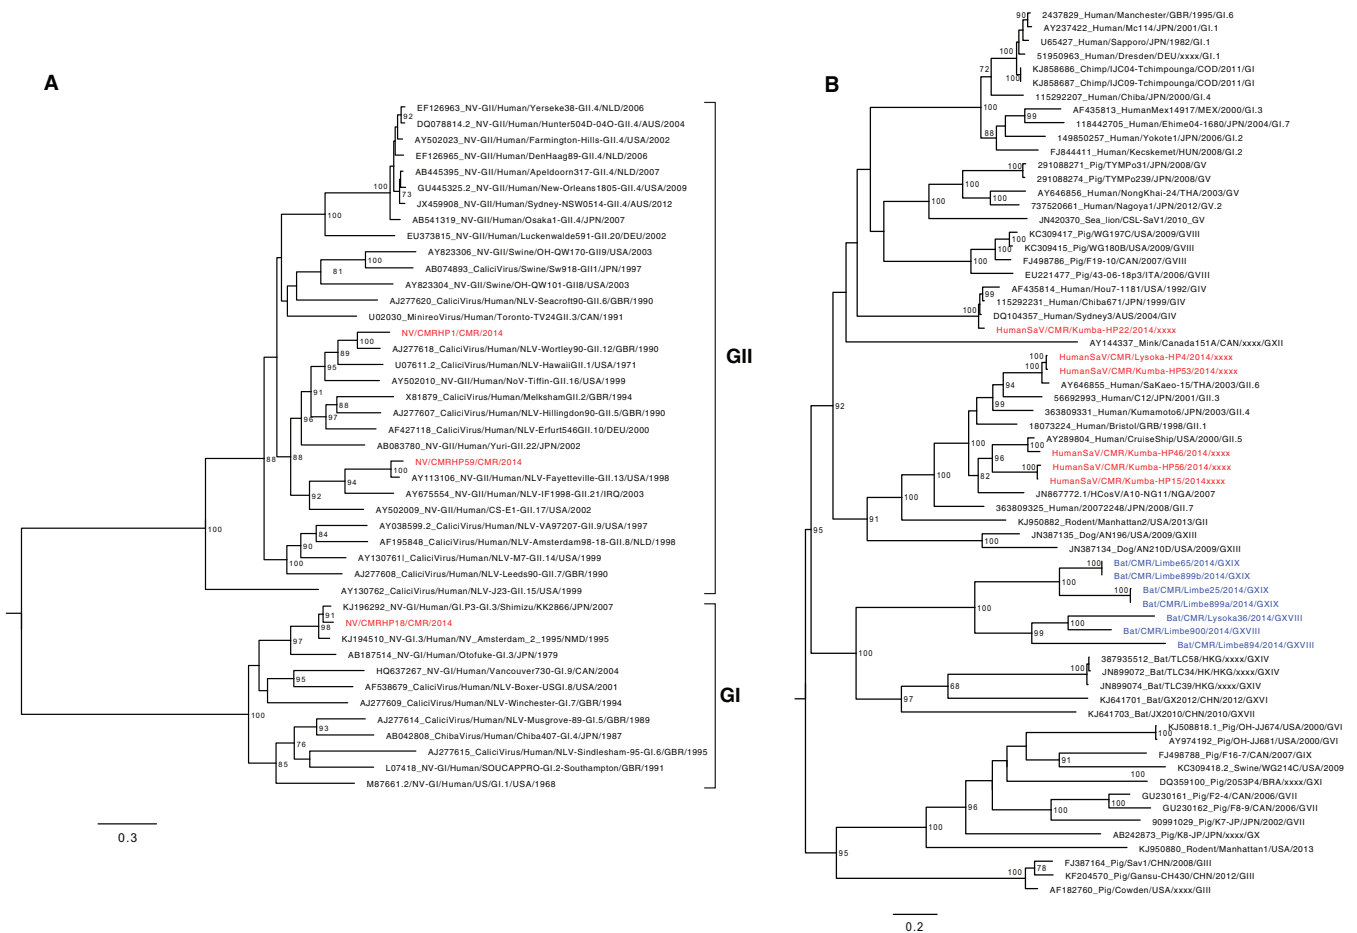 A
EF126963_NV-GII/Human/Yerseke38-GII.4/NLD/2006
92
DQ078814.2_NV-GII/Human/Hunter504D-04O-GII.4/AUS/2004
AY502023_NV-GII/Human/Farmington-Hills-GII.4/USA/2002
EF126965_NV-GII/Human/DenHaag89-GII.4/NLD/2006
AB445395_NV-GII/Human/Apeldoorn317-GII.4/NLD/2007
100
GU445325.2_NV-GII/Human/New-Orleans1805-GII.4/USA/2009
73
JX459908_NV-GII/Human/Sydney-NSW0514-GII.4/AUS/2012
100
AB541319_NV-GII/Human/Osaka1-GII.4/JPN/2007
EU373815_NV-GII/Human/Luckenwalde591-GII.20/DEU/2002
AY823306_NV-GII/Swine/OH-QW170-GII9/USA/2003
100
81
AB074893_CaliciVirus/Swine/Sw918-GII1/JPN/1997
AY823304_NV-GII/Swine/OH-QW101-GII8/USA/2003
AJ277620_CaliciVirus/Human/NLV-Seacroft90-GII.6/GBR/1990
U02030_MinireoVirus/Human/Toronto-TV24GII.3/CAN/1991
NV/CMRHP1/CMR/2014
100
AJ277618_CaliciVirus/Human/NLV-Wortley90-GII.12/GBR/1990
89
U07611.2_CaliciVirus/Human/NLV-HawaiiGII.1/USA/1971
95
AY502010_NV-GII/Human/NoV-Tiffin-GII.16/USA/1999
91
X81879_CaliciVirus/Human/MelkshamGII.2/GBR/1994
88
AJ277607_CaliciVirus/Human/NLV-Hillingdon90-GII.5/GBR/1990
96
97
AF427118_CaliciVirus/Human/NLV-Erfurt546GII.10/DEU/2000
AB083780_NV-GII/Human/Yuri-GII.22/JPN/2002
88
88
NV/CMRHP59/CMR/2014
100
AY113106_NV-GII/Human/NLV-Fayetteville-GII.13/USA/1998
94
AY675554_NV-GII/Human/NLV-IF1998-GII.21/IRQ/2003
92
AY502009_NV-GII/Human/CS-E1-GII.17/USA/2002
AY038599.2_CaliciVirus/Human/NLV-VA97207-GII.9/USA/1997
84
AF195848_CaliciVirus/Human/NLV-Amsterdam98-18-GII.8/NLD/1998
90
AY130761I_CaliciVirus/Human/NLV-M7-GII.14/USA/1999
100
AJ277608_CaliciVirus/Human/NLV-Leeds90-GII.7/GBR/1990
AY130762_CaliciVirus/Human/NLV-J23-GII.15/USA/1999
100
GII
KJ196292_NV-GI/Human/GI.P3-GI.3/Shimizu/KK2866/JPN/2007
91
NV/CMRHP18/CMR/2014
98
KJ194510_NV-GI.3/Human/NV_Amsterdam_2_1995/NMD/1995
97
AB187514_NV-GI/Human/Otofuke-GI.3/JPN/1979
HQ637267_NV-GI/Human/Vancouver730-GI.9/CAN/2004
95
AF538679_CaliciVirus/Human/NLV-Boxer-USGI.8/USA/2001
AJ277609_CaliciVirus/Human/NLV-Winchester-GI.7/GBR/1994
100
AJ277614_CaliciVirus/Human/NLV-Musgrove-89-GI.5/GBR/1989
93
AB042808_ChibaVirus/Human/Chiba407-GI.4/JPN/1987
76
AJ277615_CaliciVirus/Human/NLV-Sindlesham-95-GI.6/GBR/1995
85
L07418_NV-GI/Human/SOUCAPPRO-GI.2-Southampton/GBR/1991
M87661.2/NV-GI/Human/US/GI.1/USA/1968
GI
0.3
B
90
2437829_Human/Manchester/GBR/1995/GI.6
AY237422_Human/Mc114/JPN/2001/GI.1
U65427_Human/Sapporo/JPN/1982/GI.1
100
51950963_Human/Dresden/DEU/xxxx/GI.1
72
KJ858686_Chimp/IJC04-Tchimpounga/COD/2011/GI
100
KJ858687_Chimp/IJC09-Tchimpounga/COD/2011/GI
115292207_Human/Chiba/JPN/2000/GI.4
100
AF435813_HumanMex14917/MEX/2000/GI.3
99
118442705_Human/Ehime04-1680/JPN/2004/GI.7
88
149850257_Human/Yokote1/JPN/2006/GI.2
FJ844411_Human/Kecskemet/HUN/2008/GI.2
291088271_Pig/TYMPo31/JPN/2008/GV
100
291088274_Pig/TYMPo239/JPN/2008/GV
100
AY646856_Human/NongKhai-24/THA/2003/GV
100
737520661_Human/Nagoya1/JPN/2012/GV.2
JN420370_Sea_lion/CSL-SaV1/2010_GV
KC309417_Pig/WG197C/USA/2009/GVIII
100
KC309415_Pig/WG180B/USA/2009/GVIII
100
FJ498786_Pig/F19-10/CAN/2007/GVIII
100
EU221477_Pig/43-06-18p3/ITA/2006/GVIII
AF435814_Human/Hou7-1181/USA/1992/GIV
99
115292231_Human/Chiba671/JPN/1999/GIV
100
DQ104357_Human/Sydney3/AUS/2004/GIV
HumanSaV/CMR/Kumba-HP22/2014/xxxx
AY144337_Mink/Canada151A/CAN/xxxx/GXII
HumanSaV/CMR/Lysoka-HP4/2014/xxxx
100
HumanSaV/CMR/Kumba-HP53/2014/xxxx
94
AY646855_Human/SaKaeo-15/THA/2003/GII.6
56692993_Human/C12/JPN/2001/GII.3
99
363809331_Human/Kumamoto6/JPN/2003/GII.4
92
18073224_Human/Bristol/GRB/1998/GII.1
100
AY289804_Human/CruiseShip/USA/2000/GII.5
100
HumanSaV/CMR/Kumba-HP46/2014/xxxx
96
100
HumanSaV/CMR/Kumba-HP56/2014/xxxx
100
82
HumanSaV/CMR/Kumba-HP15/2014xxxx
100
JN867772.1/HCosV/A10-NG11/NGA/2007
363809325_Human/20072248/JPN/2008/GII.7
91
KJ950882_Rodent/Manhattan2/USA/2013/GII
95
JN387135_Dog/AN196/USA/2009/GXIII
100
JN387134_Dog/AN210D/USA/2009/GXIII
100
Bat/CMR/Limbe65/2014/GXIX
100
Bat/CMR/Limbe899b/2014/GXIX
100
Bat/CMR/Limbe25/2014/GXIX
Bat/CMR/Limbe899a/2014/GXIX
100
Bat/CMR/Lysoka36/2014/GXVIII
100
Bat/CMR/Limbe900/2014/GXVIII
99
Bat/CMR/Limbe894/2014/GXVIII
100
387935512_Bat/TLC58/HKG/xxxx/GXIV
100
JN899072_Bat/TLC34/HK/HKG/xxxx/GXIV
68
JN899074_Bat/TLC39/HKG/xxxx/GXIV
97
KJ641701_Bat/GX2012/CHN/2012/GXVI
KJ641703_Bat/JX2010/CHN/2010/GXVII
KJ508818.1_Pig/OH-JJ674/USA/2000/GVI
100
AY974192_Pig/OH-JJ681/USA/2000/GVI
FJ498788_Pig/F16-7/CAN/2007/GIX
91
KC309418.2_Swine/WG214C/USA/2009
100
DQ359100_Pig/2053P4/BRA/xxxx/GXI
GU230161_Pig/F2-4/CAN/2006/GVII
100
96
100
GU230162_Pig/F8-9/CAN/2006/GVII
90991029_Pig/K7-JP/JPN/2002/GVII
100
AB242873_Pig/K8-JP/JPN/xxxx/GX
KJ950880_Rodent/Manhattan1/USA/2013
95
FJ387164_Pig/Sav1/CHN/2008/GIII
78
100
KF204570_Pig/Gansu-CH430/CHN/2012/GIII
AF182760_Pig/Cowden/USA/xxxx/GIII
0.2